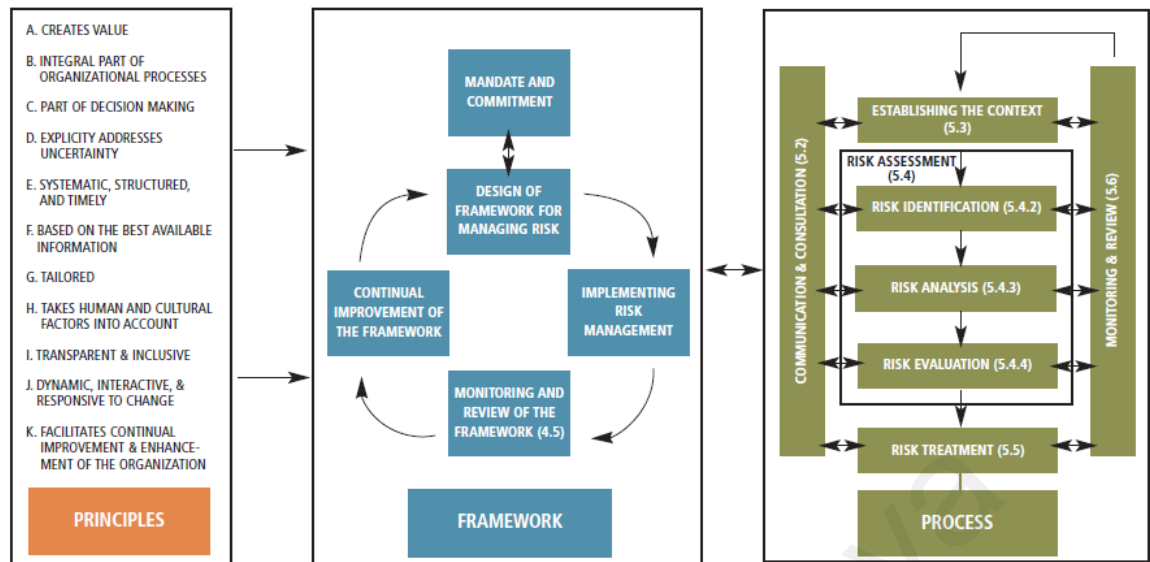 A. CREATES VALUE
B. INTEGRAL PART OF
ORGANIZATIONAL PROCESSES
C. PART OF DECISION MAKING
D. EXPLICITY ADDRESSES
UNCERTAINTY
E. SYSTEMATIC, STRUCTURED,
AND TIMELY
F. BASED ON THE BEST AVAILABLE
INFORMATION
G. TAILORED
H. TAKES HUMAN AND CULTURAL
FACTORS INTO ACCOUNT
I. TRANSPARENT & INCLUSIVE
J. DYNAMIC, INTERACTIVE, &
RESPONSIVE TO CHANGE
K. FACILITATES CONTINUAL
IMPROVEMENT & ENHANCE-
MENT OF THE ORGANIZATION
PRINCIPLES
MANDATE AND
COMMITMENT
DESIGN OF
FRAMEWORK FOR
MANAGING RISK
CONTINUAL
IMPROVEMENT OF
THE FRAMEWORK
IMPLEMENTING
RISK
MANAGEMENT
MONITORING AND
REVIEW OF THE
FRAMEWORK (4.5)
FRAMEWORK
COMMUNICATION & CONSULTATION (5.2)
ESTABLISHING THE CONTEXT
(5.3)
RISK ASSESSMENT
(5.4)
RISK IDENTIFICATION (5.4.2)
RISK ANALYSIS (5.4.3)
RISK EVALUATION (5.4.4)
RISK TREATMENT (5.5)
MONITORING & REVIEW (5.6)
PROCESS